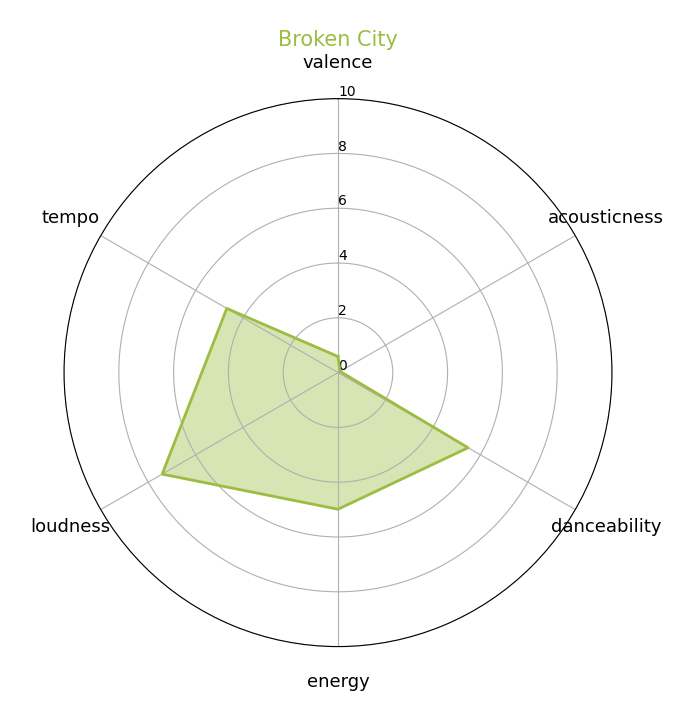 Broken City
valence
10
8
6
4
2
0
tempo
acousticness
loudness
danceability
energy